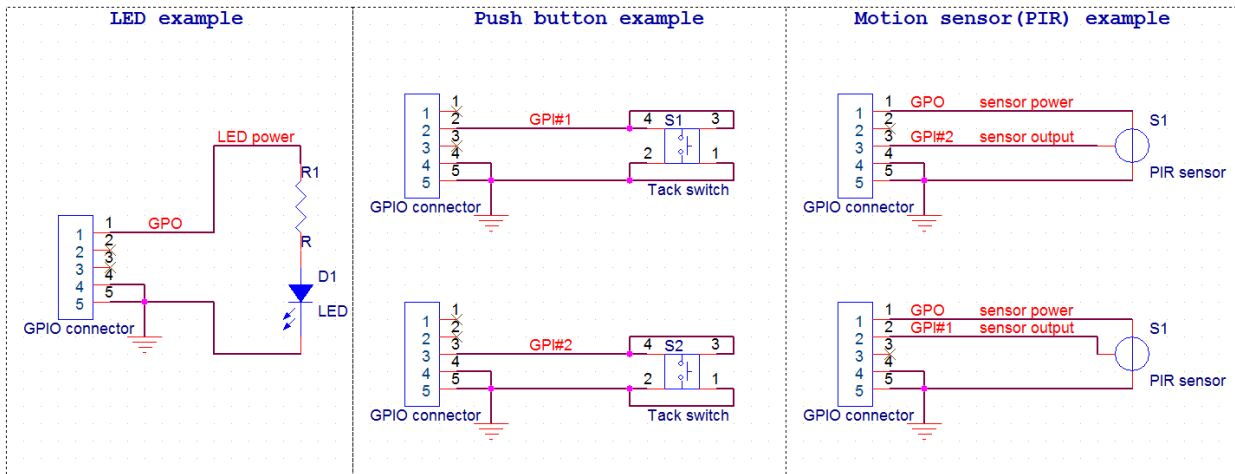 LED example
LED power
R1
R
GPO
D1
LED
1
2
3
4
5
1
2
3
4
5
GPIO connector
Push button example
1
2
3
4
5
1
2
3
4
5
GPI#1
4 S1 3
2 1
Tack switch
GPIO connector
1
2
3
4
5
1
2
3
4
5
GPI#2
4 S2 3
2 1
Tack switch
GPIO connector
Motion sensor(PIR) example
1
2
3
4
5
1
2
3
4
5
GPO sensor power
GPI#2 sensor output
S1
PIR sensor
GPIO connector
1
2
3
4
5
1
2
3
4
5
GPO sensor power
GPI#1 sensor output
S1
PIR sensor
GPIO connector